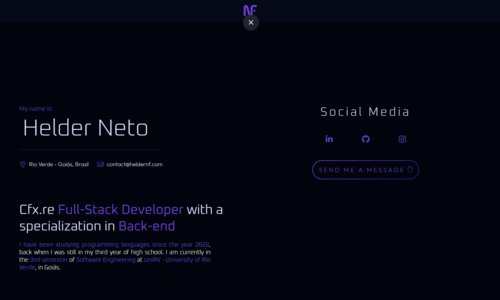 NF
My name is:
Helder Neto
Rio Verde - Goiás, Brasil
contact@heldernf.com
Cfx.re Full-Stack Developer with a
specialization in Back-end
I have been studying programming languages since the year 2022,
back when I was still in my third year of high school. I am currently in
the 3nd semester of Software Engineering at UniRV - University of Rio
Verde, in Goiás.
Social Media
in
SEND ME A MESSAGE